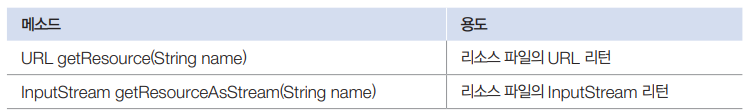 메소드 용도
URL getResource(String name) 리소스 파일의 URL 리턴
InputStream getResourceAsStream(String name) 리소스 파일의 InputStream 리턴